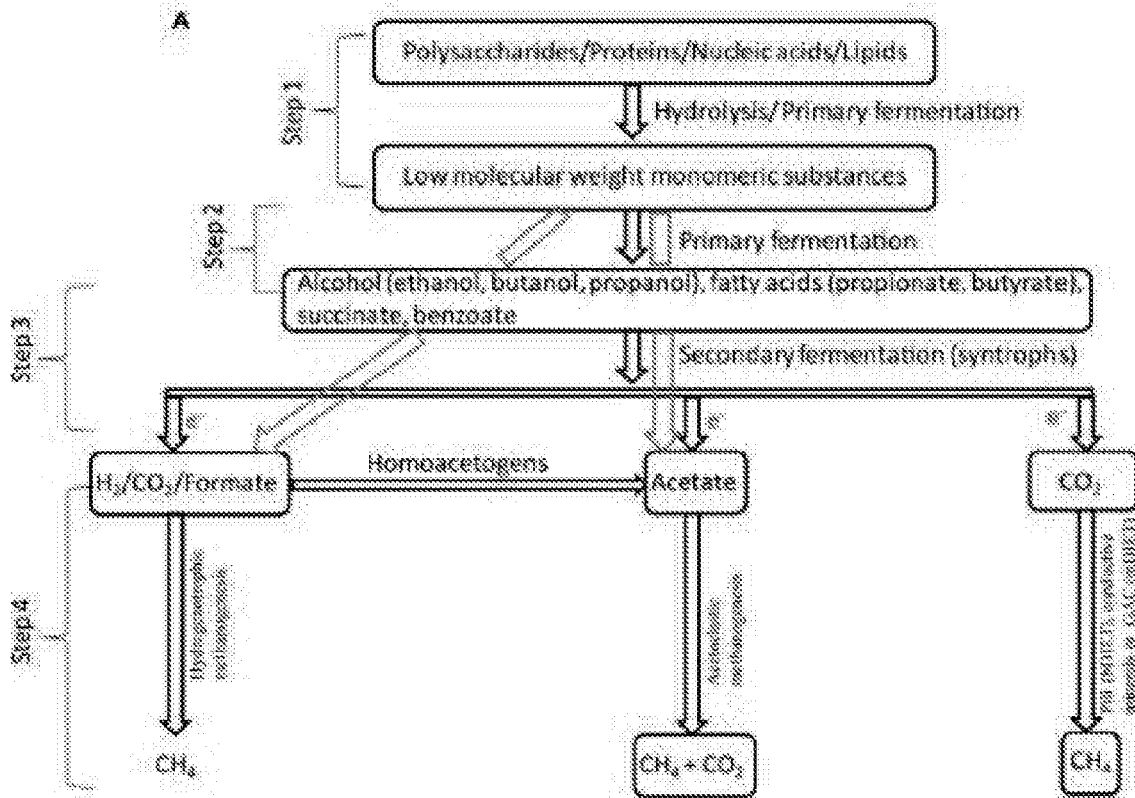 A
Polysaccharides/Proteins/Nucleic acids/Lipids
Step 1
Hydrolysis/ Primary fermentation
Low molecular weight monomeric substances
Step 2
Primary fermentation
Alcohol (ethanol, butanol, propanol), fatty acids (propionate, butyrate),
succinate, benzoate
Step 3
Secondary fermentation (syntrophs)
e⁻
e⁻
e⁻
H₂/CO₂/Formate
Homoacetogens
Acetate
CO₂
Step 4
Hydrogenotrophic
methanogenesis
methanogenesis
CH₄
CH₄ + CO₂
CH₄